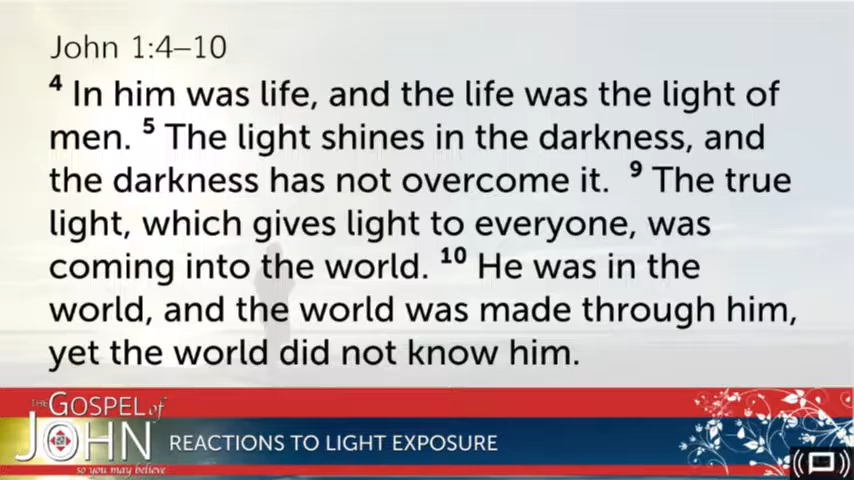 John 1:4–10
4 In him was life, and the life was the light of
men. 5 The light shines in the darkness, and
the darkness has not overcome it. 9 The true
light, which gives light to everyone, was
coming into the world. 10 He was in the
world, and the world was made through him,
yet the world did not know him.
THE GOSPEL of
JOHN
so you may believe
REACTIONS TO LIGHT EXPOSURE